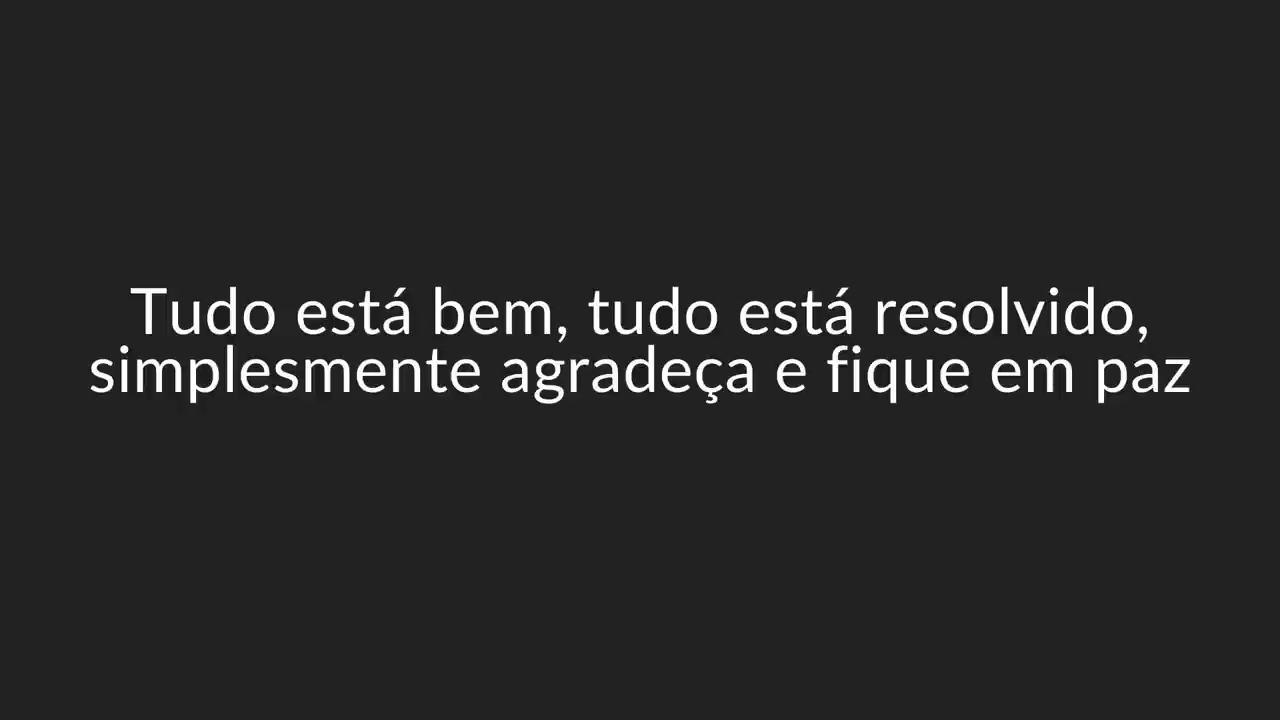 Tudo está bem, tudo está resolvido,
simplesmente agradeça e fique em paz